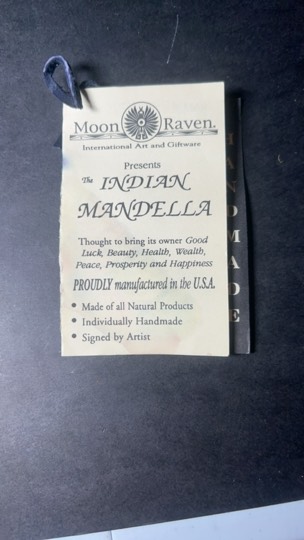 Moon Raven.
International Art and Giftware
Presents
The INDIAN
MANDELLA
Thought to bring its owner Good
Luck, Beauty, Health, Wealth,
Peace, Prosperity and Happiness
PROUDLY manufactured in the U.S.A.
• Made of all Natural Products
• Individually Handmade
• Signed by Artist
HANDMADE